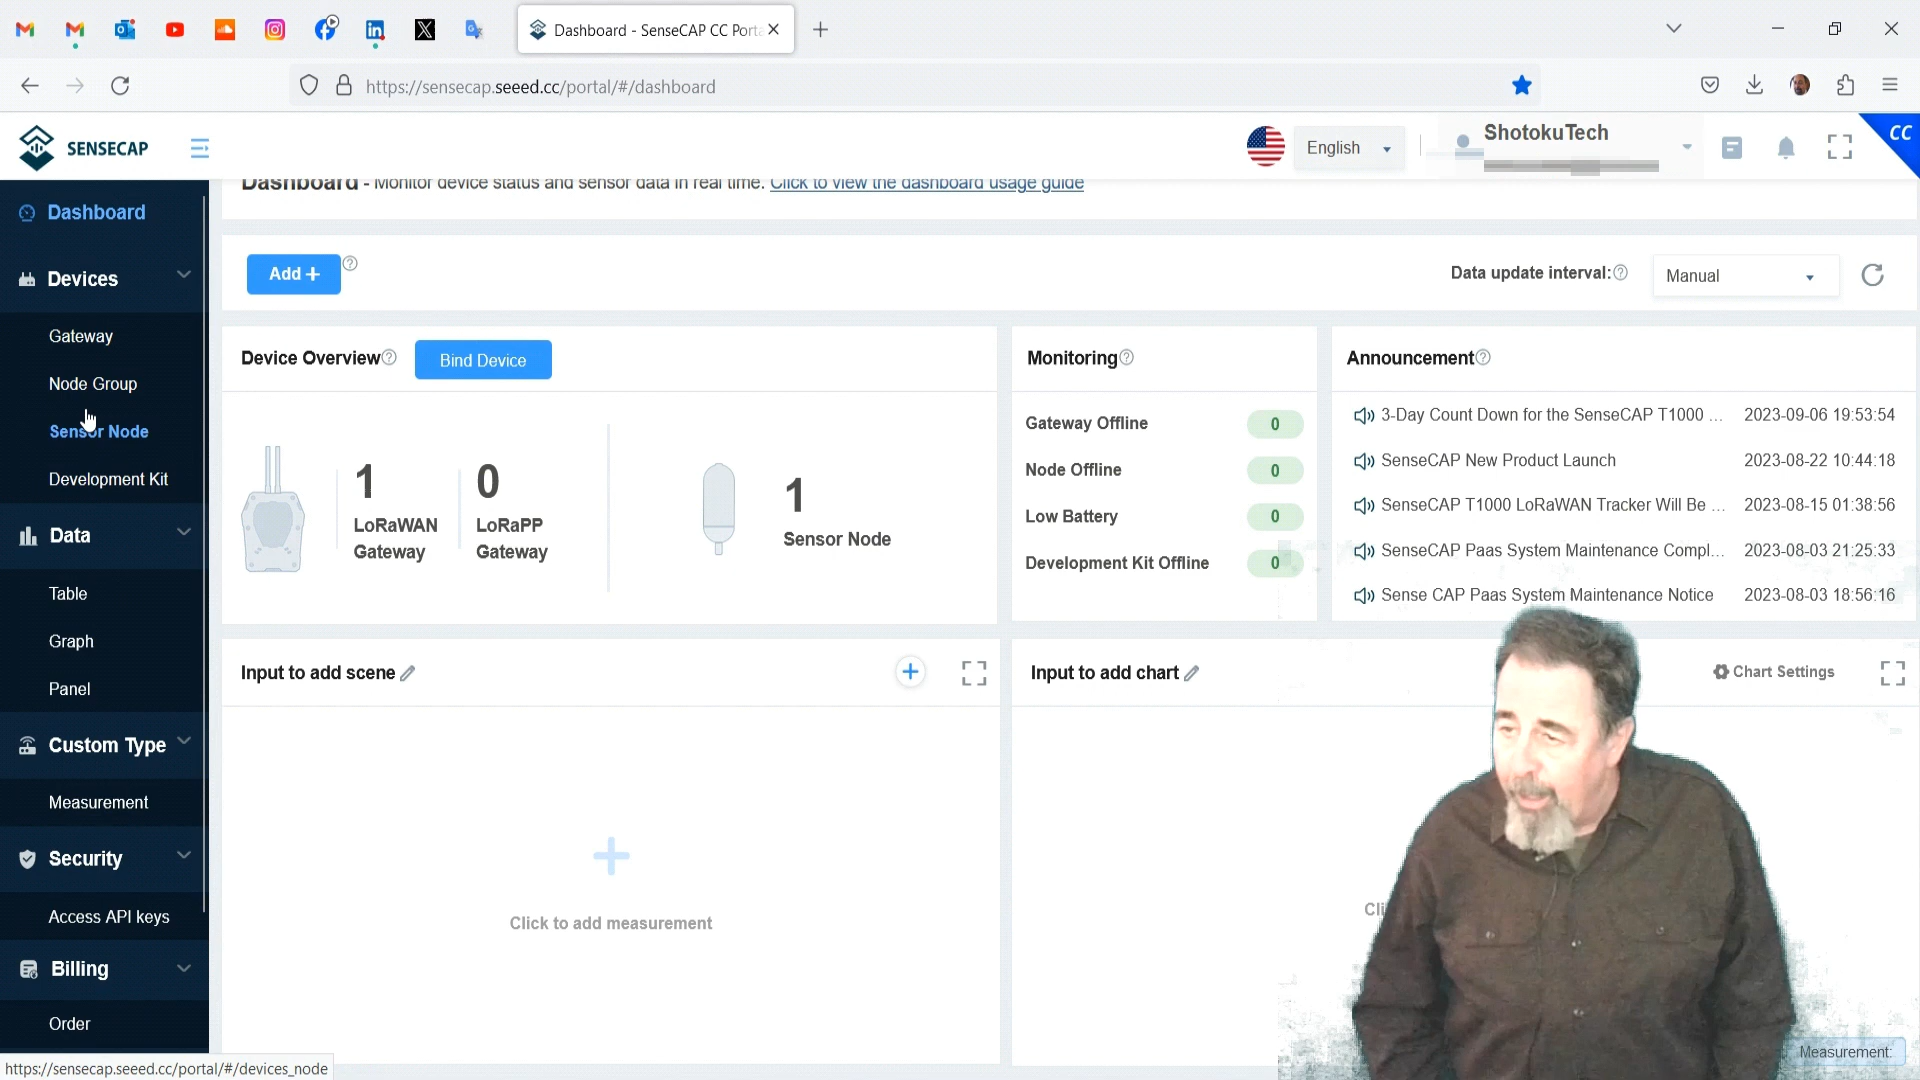 Dashboard - SenseCAP CC Porta
https://sensecap.seeed.cc/portal/#/dashboard
SENSECAP
English
ShotokuTech
CC
Dashboard - Monitor device status and sensor data in real time. Click to view the dashboard usage guide
Dashboard
Devices
Gateway
Node Group
Sensor Node
Development Kit
Data
Table
Graph
Panel
Custom Type
Measurement
Security
Access API keys
Billing
Order
Add +
Data update interval:
Manual
Device Overview
Bind Device
1
LoRaWAN
Gateway
0
LoRaPP
Gateway
1
Sensor Node
Monitoring
Gateway Offline 0
Node Offline 0
Low Battery 0
Development Kit Offline 0
Announcement
3-Day Count Down for the SenseCAP T1000 ... 2023-09-06 19:53:54
SenseCAP New Product Launch 2023-08-22 10:44:18
SenseCAP T1000 LoRaWAN Tracker Will Be ... 2023-08-15 01:38:56
SenseCAP Paas System Maintenance Compl... 2023-08-03 21:25:33
Sense CAP Paas System Maintenance Notice 2023-08-03 18:56:16
Input to add scene
Click to add measurement
Input to add chart
Chart Settings
Cli
Measurement:
https://sensecap.seeed.cc/portal/#/devices_node